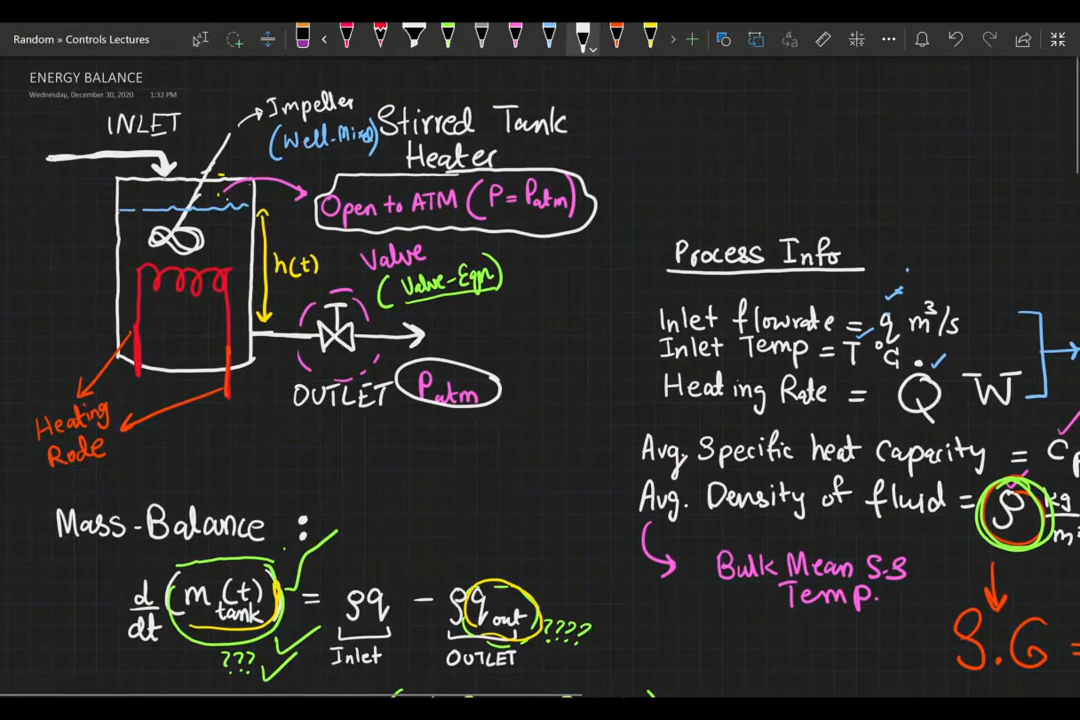 Random » Controls Lectures
ENERGY BALANCE
Wednesday, December 30, 2020 1:32 PM
INLET
Impeller
(Well-Mixed)
Stirred Tank
Heater
Open to ATM (P = Patm)
h(t)
Valve
(Valve-Eqn)
OUTLET
Patm
Heating
Rode
Process Info
Inlet flowrate = q m³/s
Inlet Temp = T °C
Heating Rate = Q̇ W
Avg. Specific heat Capacity = Cp
Avg. Density of fluid = ρ kg/m³
Bulk Mean S.S
Temp.
S.G =
Mass-Balance :
d/dt (m tank (t)) = ρq - ρq out
???
????
Inlet
OUTLET